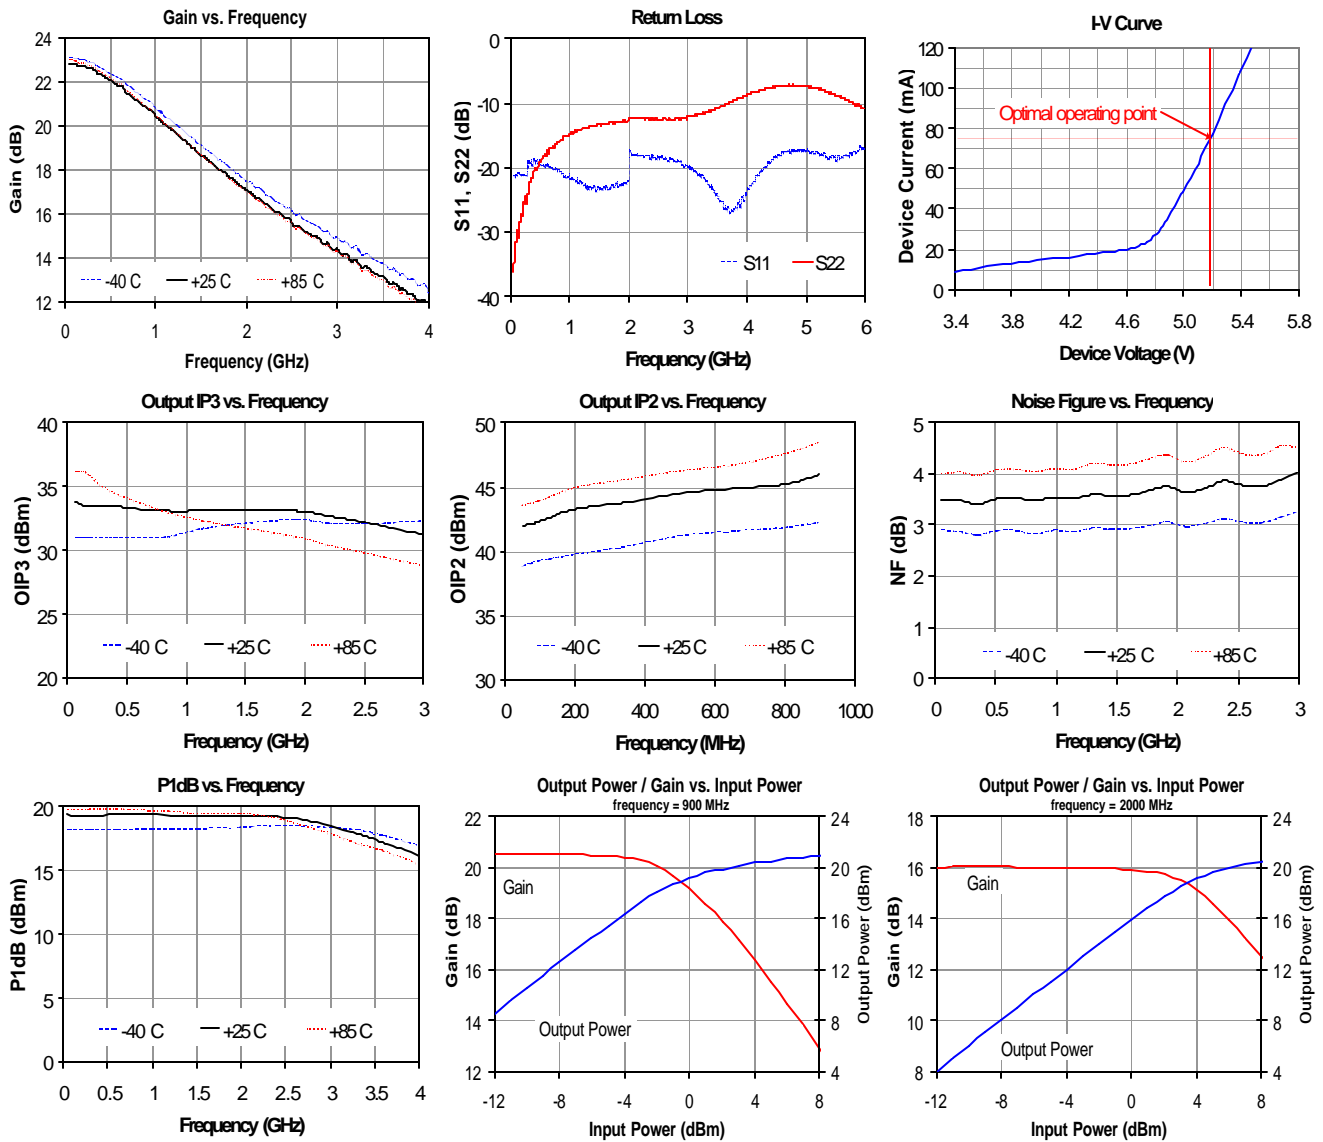 Gain vs. Frequency
24
22
20
18
16
14
12
Gain (dB)
-40 C
+25 C
+85 C
0
1
2
3
4
Frequency (GHz)
Return Loss
0
-10
-20
-30
-40
S11, S22 (dB)
S11
S22
0
1
2
3
4
5
6
Frequency (GHz)
I-V Curve
120
100
80
60
40
20
0
Device Current (mA)
Optimal operating point
3.4
3.8
4.2
4.6
5.0
5.4
5.8
Device Voltage (V)
Output IP3 vs. Frequency
40
35
30
25
20
OIP3 (dBm)
-40 C
+25 C
+85 C
0
0.5
1
1.5
2
2.5
3
Frequency (GHz)
Output IP2 vs. Frequency
50
45
40
35
30
OIP2 (dBm)
-40 C
+25 C
+85 C
0
200
400
600
800
1000
Frequency (MHz)
Noise Figure vs. Frequency
5
4
3
2
1
0
NF (dB)
-40 C
+25 C
+85 C
0
0.5
1
1.5
2
2.5
3
Frequency (GHz)
P1dB vs. Frequency
20
15
10
5
0
P1dB (dBm)
-40 C
+25 C
+85 C
0
0.5
1
1.5
2
2.5
3
3.5
4
Frequency (GHz)
Output Power / Gain vs. Input Power
frequency = 900 MHz
22
20
18
16
14
12
Gain (dB)
Gain
Output Power
24
20
16
12
8
4
Output Power (dBm)
-12
-8
-4
0
4
8
Input Power (dBm)
Output Power / Gain vs. Input Power
frequency = 2000 MHz
18
16
14
12
10
8
Gain (dB)
Gain
Output Power
24
20
16
12
8
4
Output Power (dBm)
-12
-8
-4
0
4
8
Input Power (dBm)